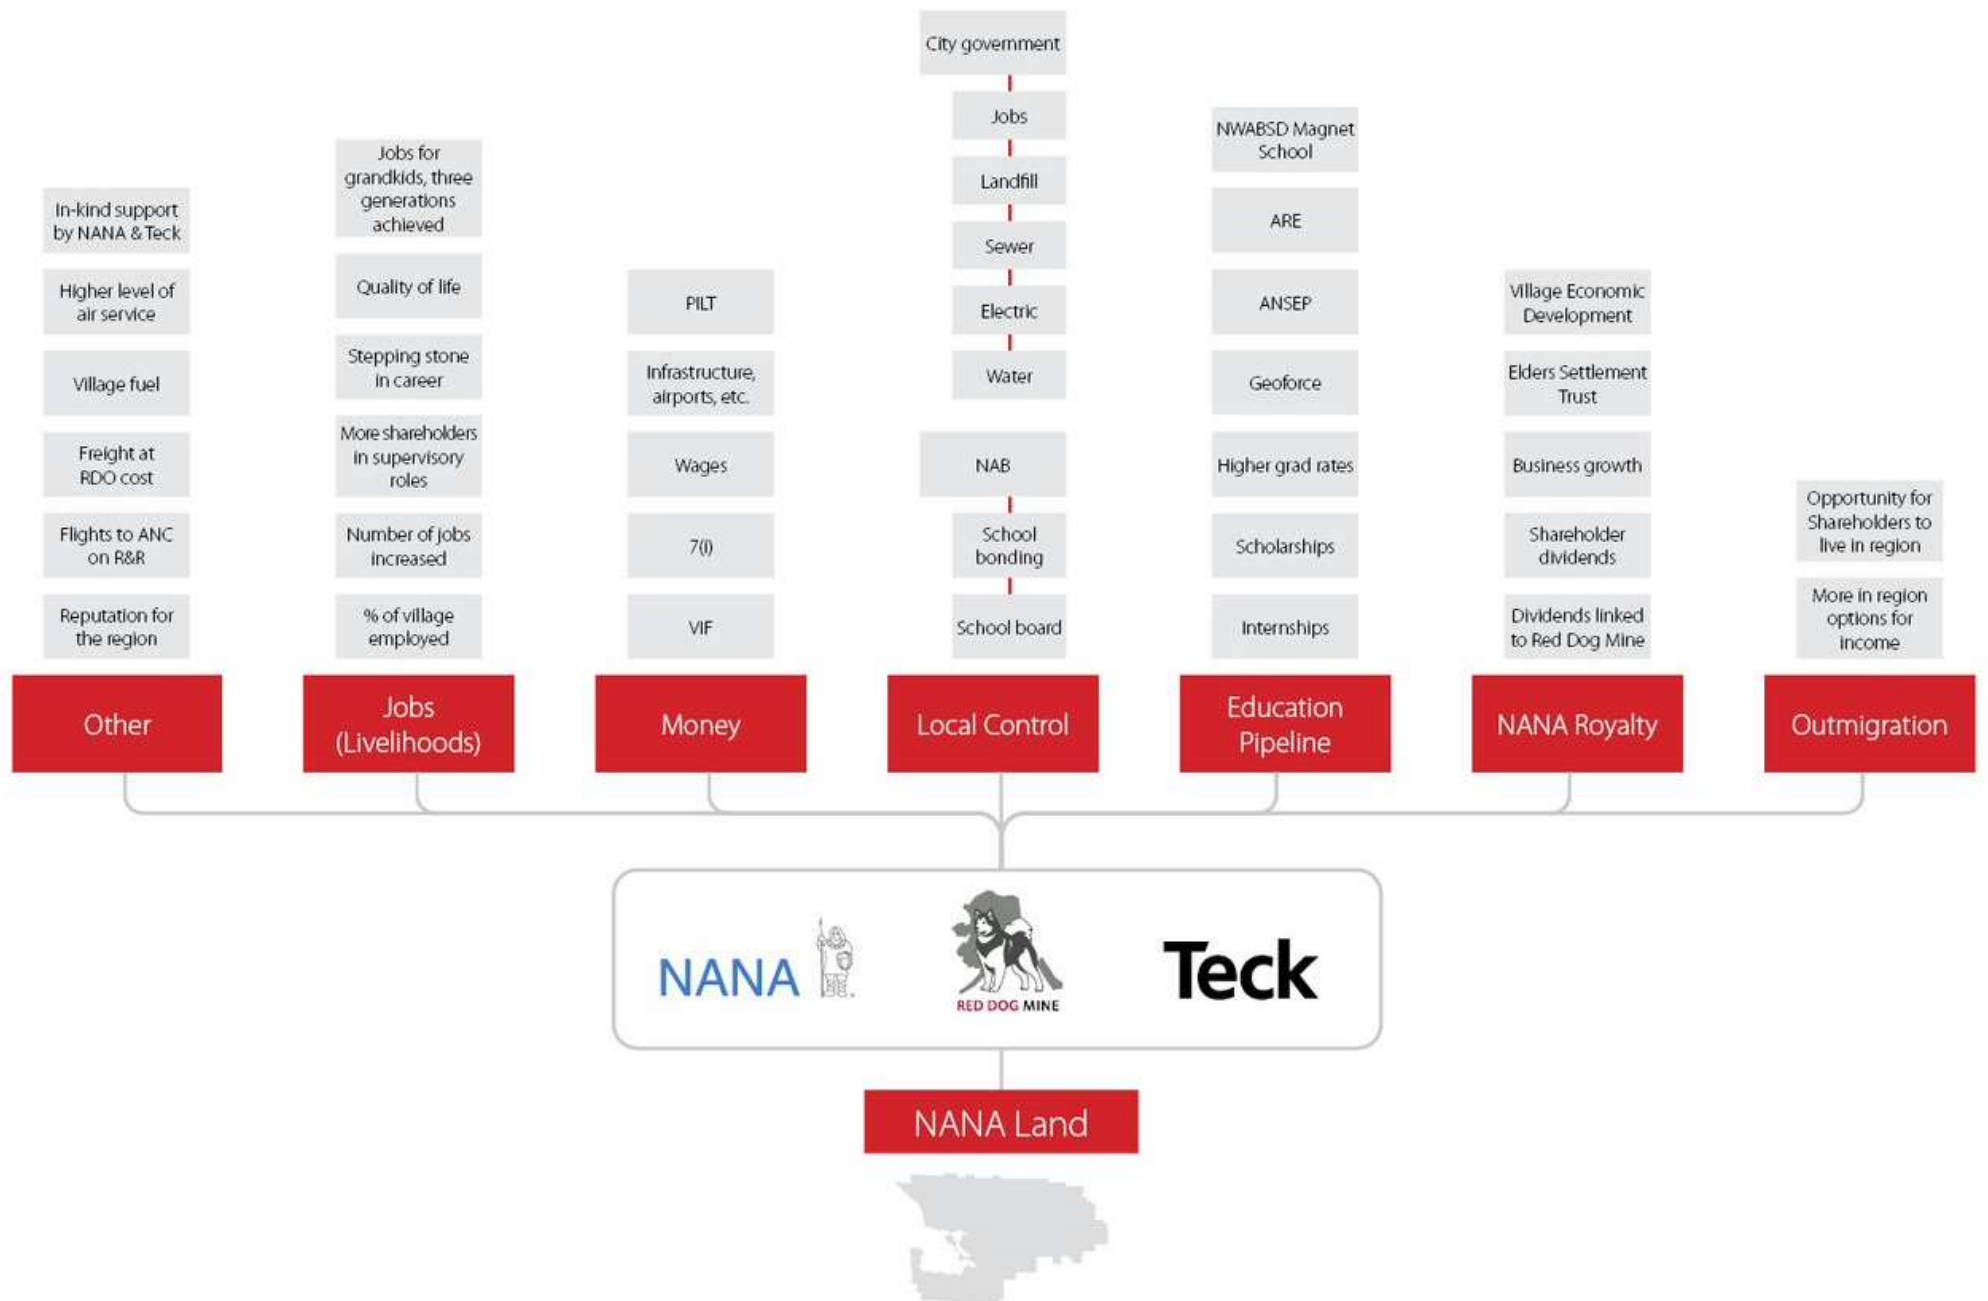 City government
Jobs
Landfill
Sewer
Electric
Water
NAB
School
bonding
School board
In-kind support
by NANA & Teck
Higher level of
air service
Village fuel
Freight at
RDO cost
Flights to ANC
on R&R
Reputation for
the region
Jobs for
grandkids, three
generations
achieved
Quality of life
Stepping stone
in career
More shareholders
in supervisory
roles
Number of jobs
increased
% of village
employed
PILT
Infrastructure,
airports, etc.
Wages
7(i)
VIF
NWABSD Magnet
School
ARE
ANSEP
Geoforce
Higher grad rates
Scholarships
Internships
Village Economic
Development
Elders Settlement
Trust
Business growth
Shareholder
dividends
Dividends linked
to Red Dog Mine
Opportunity for
Shareholders to
live in region
More in region
options for
income
Other
Jobs
(Livelihoods)
Money
Local Control
Education
Pipeline
NANA Royalty
Outmigration
NANA
RED DOG MINE
Teck
NANA Land